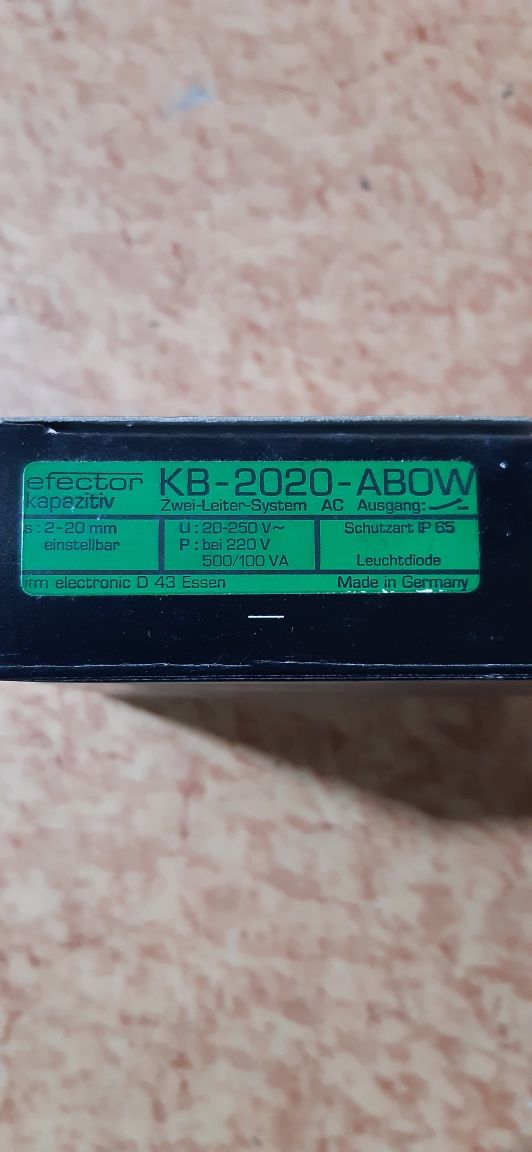 efector KB-2020-ABOW
kapazitiv Zwei-Leiter-System AC Ausgang:
s: 2-20 mm U: 20-250 V~ Schutzart IP 65
einstellbar P: bei 220 V
500/100 VA Leuchtdiode
electronic D 43 Essen Made in Germany